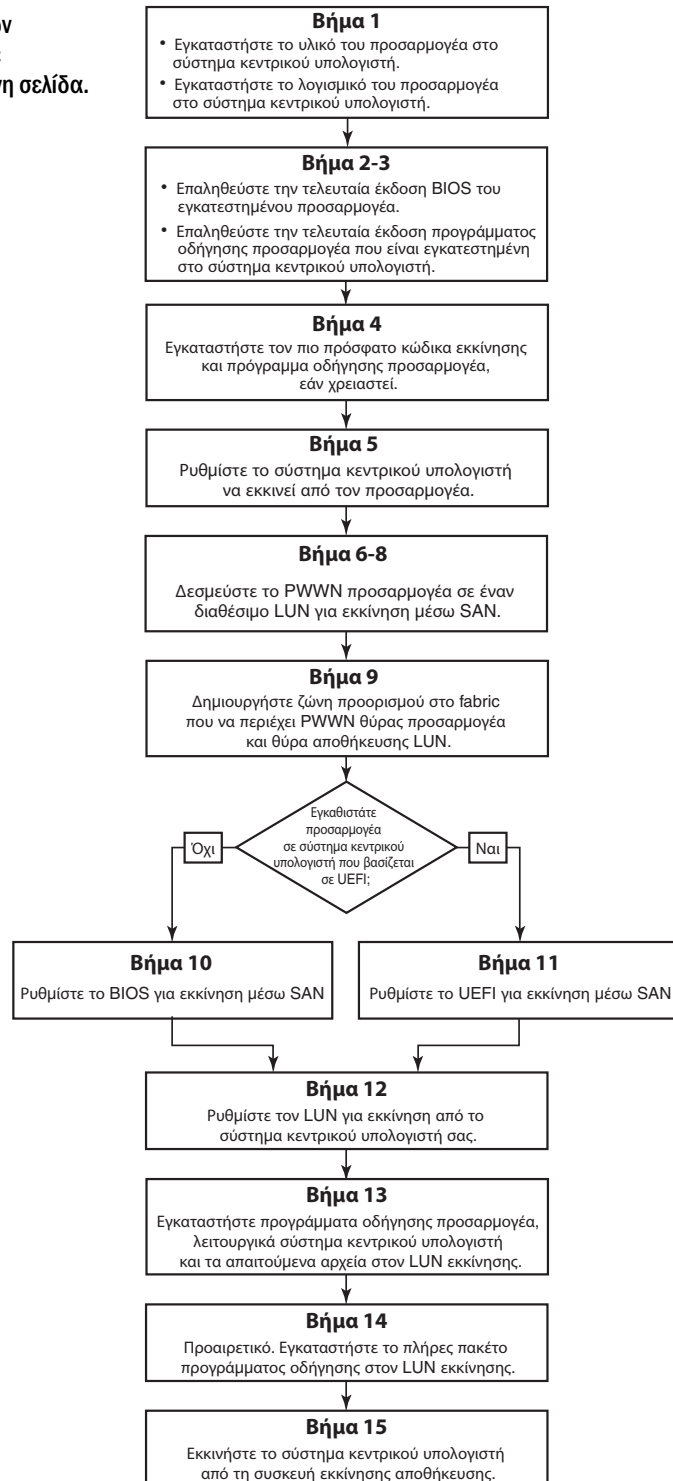 νη σελίδα.
Βήμα 1
• Εγκαταστήστε το υλικό του προσαρμογέα στο
σύστημα κεντρικού υπολογιστή.
• Εγκαταστήστε το λογισμικό του προσαρμογέα
στο σύστημα κεντρικού υπολογιστή.
Βήμα 2-3
• Επαληθεύστε την τελευταία έκδοση BIOS του
εγκατεστημένου προσαρμογέα.
• Επαληθεύστε την τελευταία έκδοση προγράμματος
οδήγησης προσαρμογέα που είναι εγκατεστημένη
στο σύστημα κεντρικού υπολογιστή.
Βήμα 4
Εγκαταστήστε τον πιο πρόσφατο κώδικα εκκίνησης
και πρόγραμμα οδήγησης προσαρμογέα,
εάν χρειαστεί.
Βήμα 5
Ρυθμίστε το σύστημα κεντρικού υπολογιστή
να εκκινεί από τον προσαρμογέα.
Βήμα 6-8
Δεσμεύστε το PWWN προσαρμογέα σε έναν
διαθέσιμο LUN για εκκίνηση μέσω SAN.
Βήμα 9
Δημιουργήστε ζώνη προορισμού στο fabric
που να περιέχει PWWN θύρας προσαρμογέα
και θύρα αποθήκευσης LUN.
Εγκαθιστάτε
προσαρμογέα
σε σύστημα κεντρικού
υπολογιστή που βασίζεται
σε UEFI;
Όχι
Ναι
Βήμα 10
Ρυθμίστε το BIOS για εκκίνηση μέσω SAN
Βήμα 11
Ρυθμίστε το UEFI για εκκίνηση μέσω SAN
Βήμα 12
Ρυθμίστε τον LUN για εκκίνηση από το
σύστημα κεντρικού υπολογιστή σας.
Βήμα 13
Εγκαταστήστε προγράμματα οδήγησης προσαρμογέα,
λειτουργικά σύστημα κεντρικού υπολογιστή
και τα απαιτούμενα αρχεία στον LUN εκκίνησης.
Βήμα 14
Προαιρετικό. Εγκαταστήστε το πλήρες πακέτο
προγράμματος οδήγησης στον LUN εκκίνησης.
Βήμα 15
Εκκινήστε το σύστημα κεντρικού υπολογιστή
από τη συσκευή εκκίνησης αποθήκευσης.